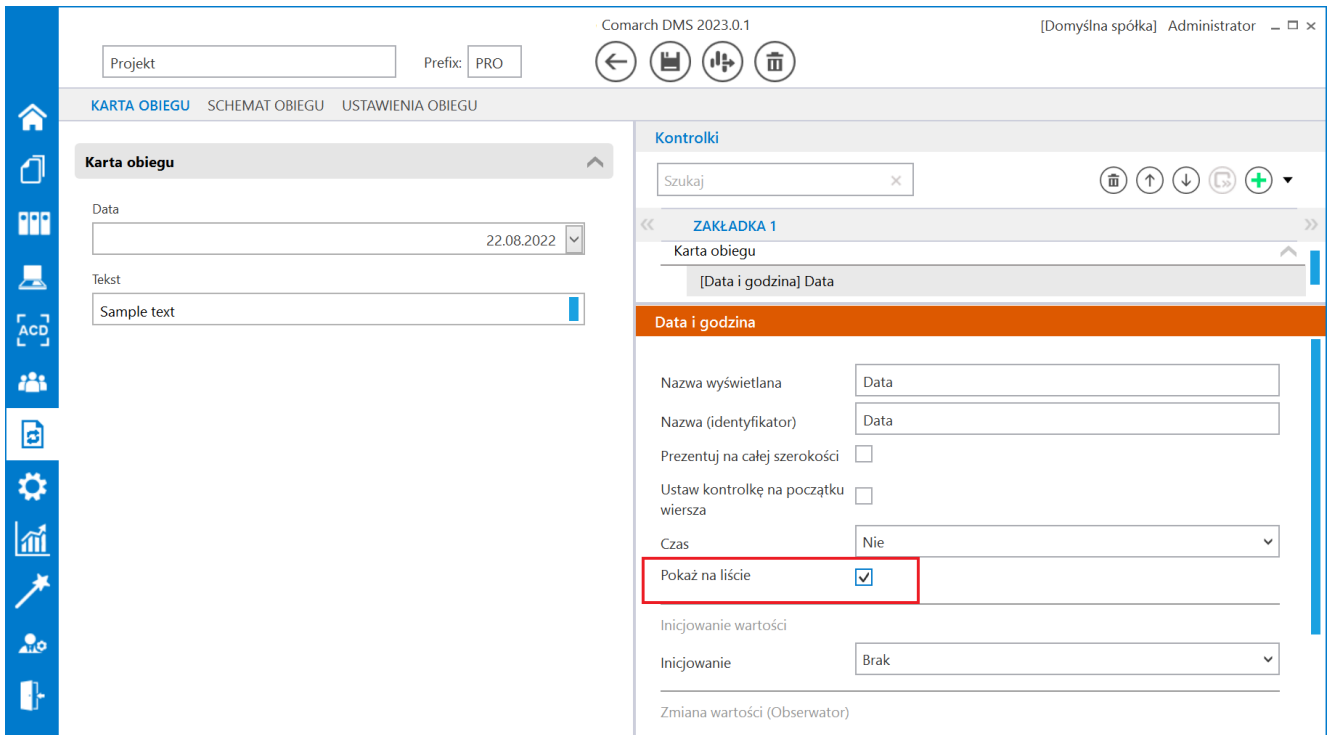 Comarch DMS 2023.0.1
[Domyślna spółka] Administrator
Projekt
Prefix: PRO
KARTA OBIEGU SCHEMAT OBIEGU USTAWIENIA OBIEGU
Karta obiegu
Data
22.08.2022
Tekst
Sample text
ACD
Kontrolki
Szukaj
ZAKŁADKA 1
Karta obiegu
[Data i godzina] Data
Data i godzina
Nazwa wyświetlana Data
Nazwa (identyfikator) Data
Prezentuj na całej szerokości
Ustaw kontrolkę na początku
wiersza
Czas Nie
Pokaż na liście
Inicjowanie wartości
Inicjowanie Brak
Zmiana wartości (Obserwator)